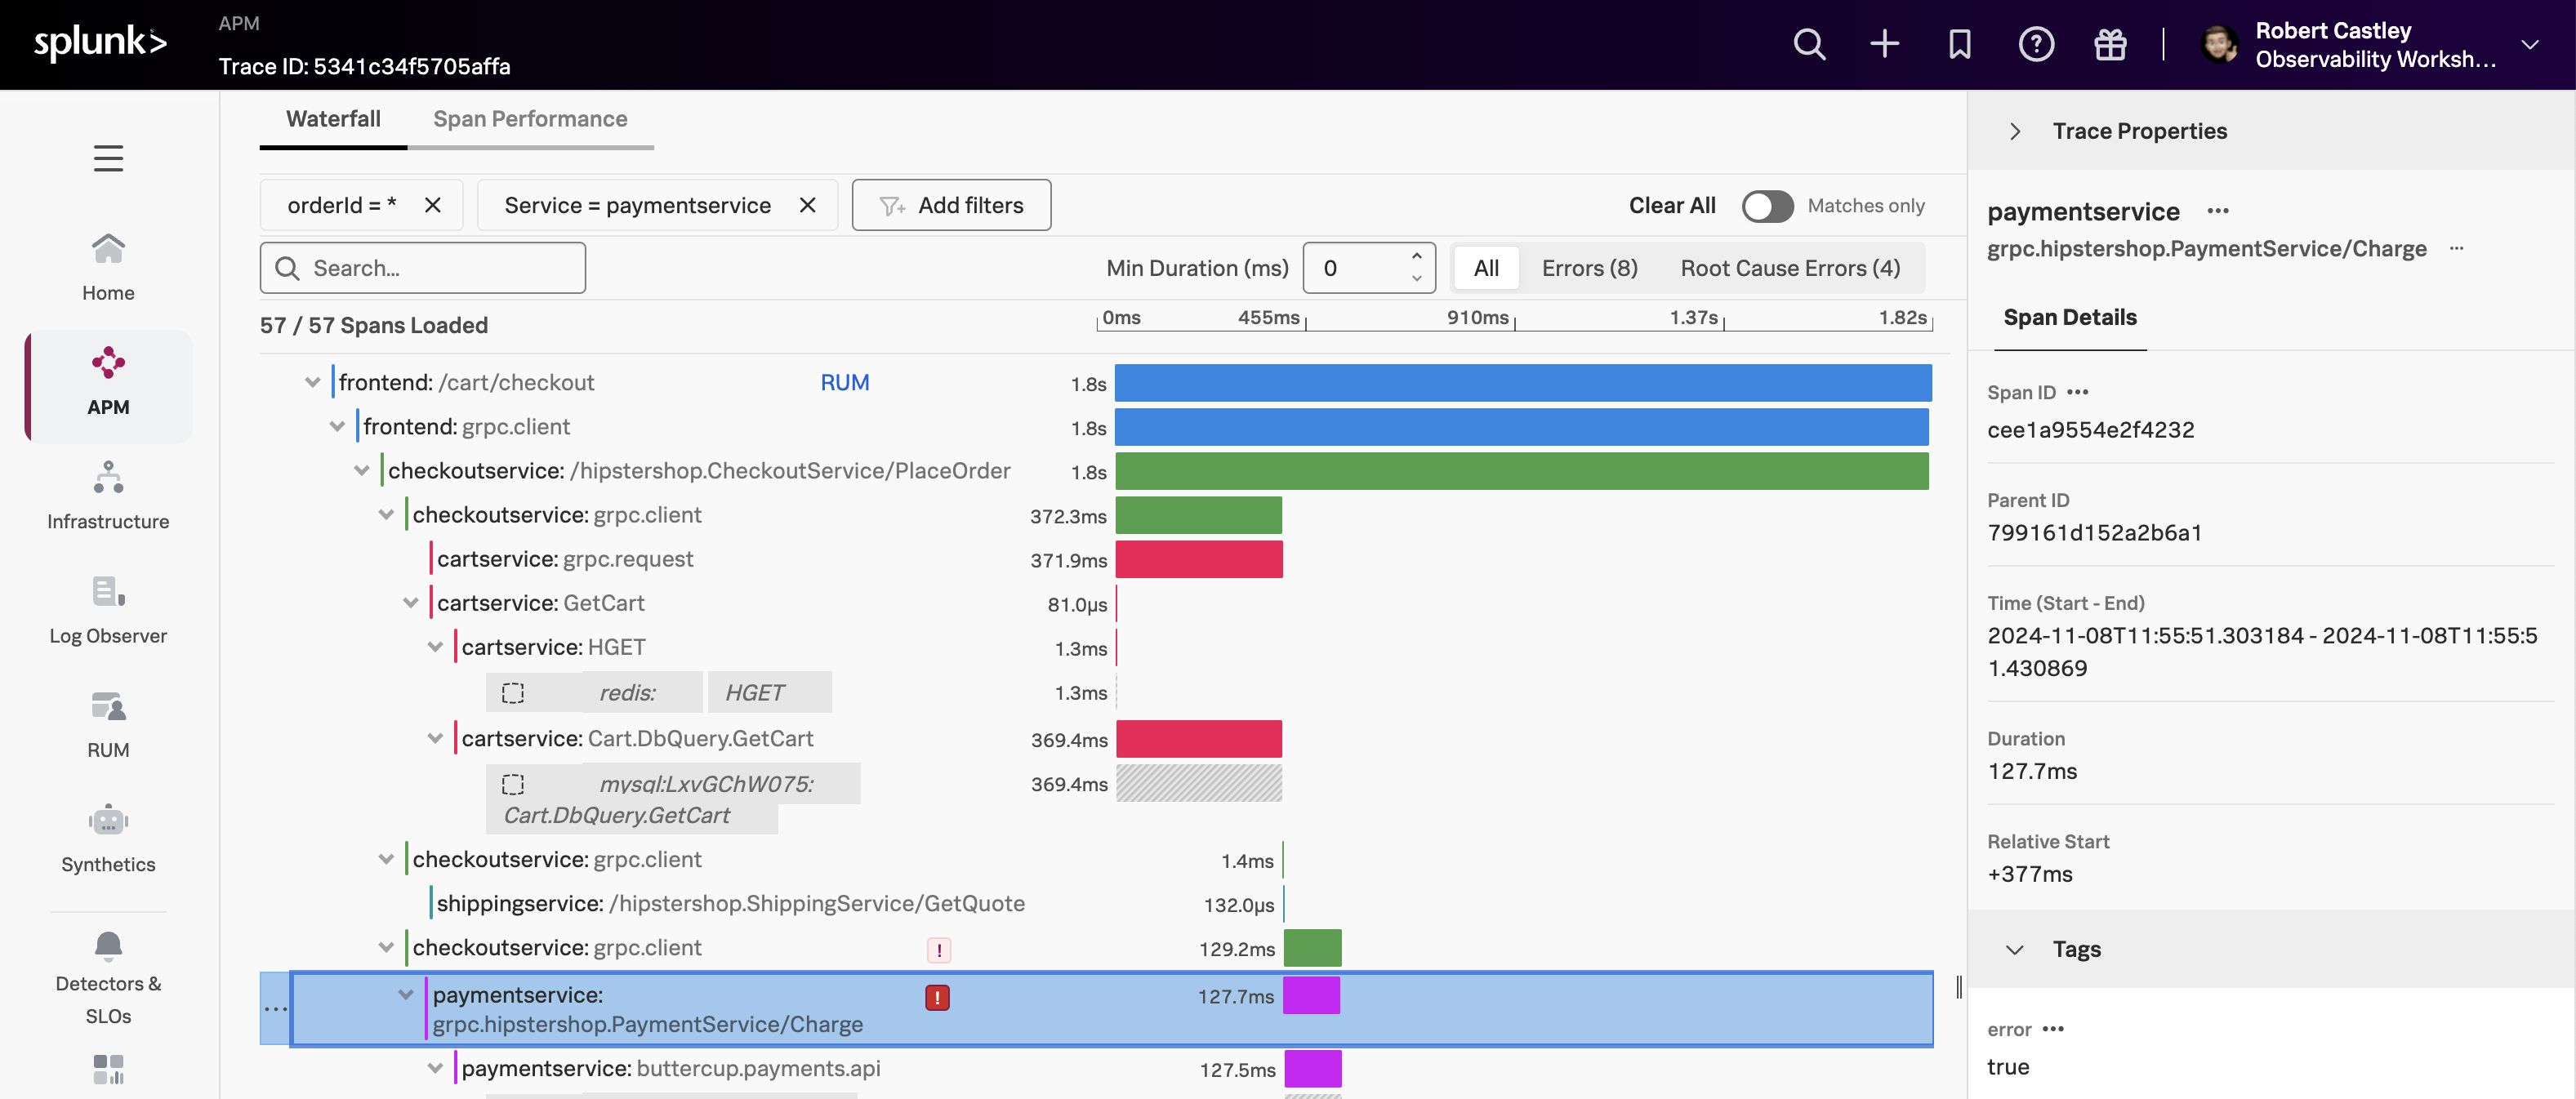 splunk>
APM
Trace ID: 5341c34f5705affa
Robert Castley
Observability Worksh...
Home
APM
Infrastructure
Log Observer
RUM
Synthetics
Detectors &
SLOs
Waterfall
Span Performance
orderId = *
Service = paymentservice
Add filters
Clear All
Matches only
Search...
Min Duration (ms)
0
All
Errors (8)
Root Cause Errors (4)
57 / 57 Spans Loaded
0ms
455ms
910ms
1.37s
1.82s
frontend: /cart/checkout RUM 1.8s
frontend: grpc.client 1.8s
checkoutservice: /hipstershop.CheckoutService/PlaceOrder 1.8s
checkoutservice: grpc.client 372.3ms
cartservice: grpc.request 371.9ms
cartservice: GetCart 81.0µs
cartservice: HGET 1.3ms
redis: HGET 1.3ms
cartservice: Cart.DbQuery.GetCart 369.4ms
mysql:LxvGChW075: 369.4ms
Cart.DbQuery.GetCart
checkoutservice: grpc.client 1.4ms
shippingservice: /hipstershop.ShippingService/GetQuote 132.0µs
checkoutservice: grpc.client ! 129.2ms
paymentservice: ! 127.7ms
grpc.hipstershop.PaymentService/Charge
paymentservice: buttercup.payments.api 127.5ms
Trace Properties
paymentservice ...
grpc.hipstershop.PaymentService/Charge ...
Span Details
Span ID ...
cee1a9554e2f4232
Parent ID
799161d152a2b6a1
Time (Start - End)
2024-11-08T11:55:51.303184 - 2024-11-08T11:55:5
1.430869
Duration
127.7ms
Relative Start
+377ms
Tags
error ...
true